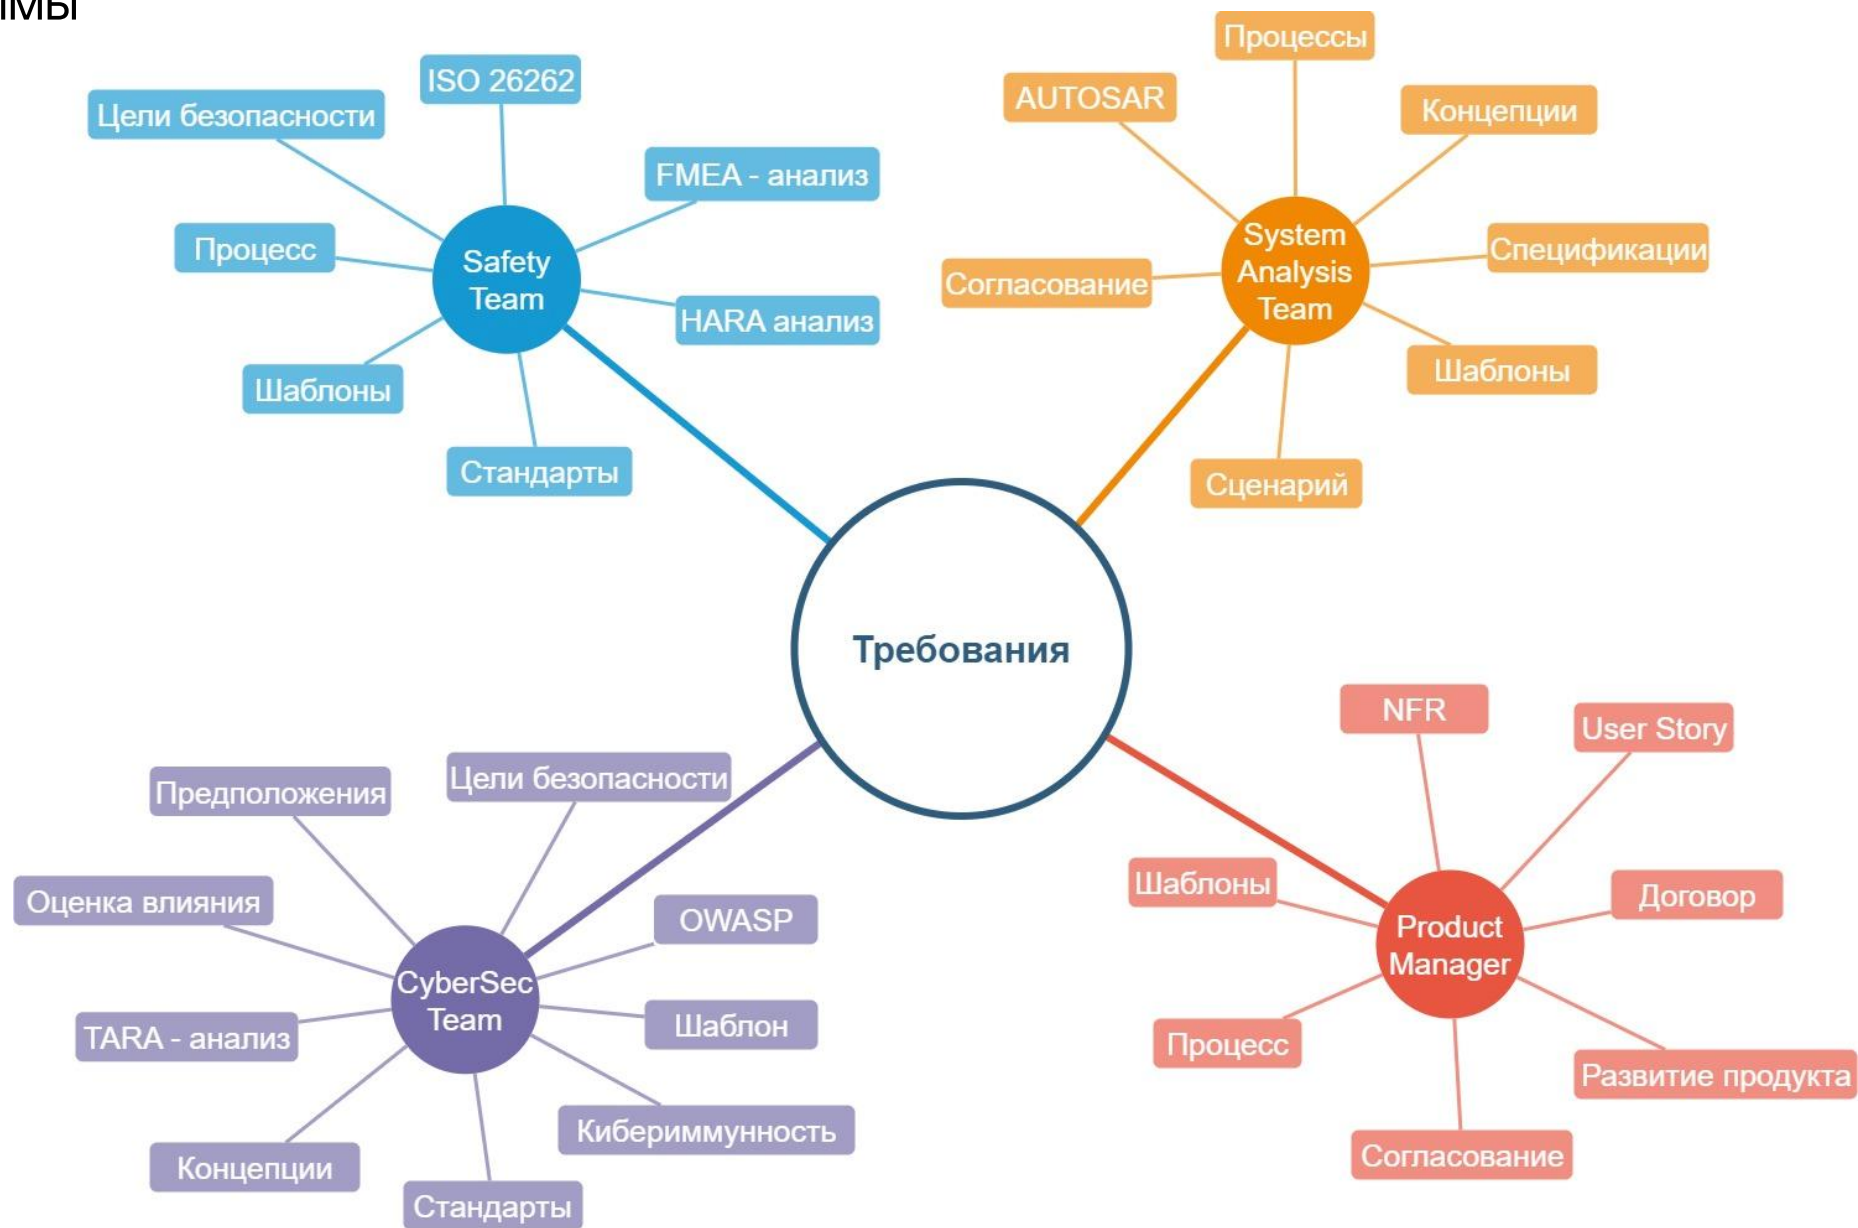 ISO 26262
Цели безопасности
FMEA - анализ
Процесс
Safety
Team
HARA анализ
Шаблоны
Стандарты
Процессы
AUTOSAR
Концепции
System
Analysis
Team
Спецификации
Согласование
Шаблоны
Сценарий
Требования
Цели безопасности
Предположения
Оценка влияния
OWASP
CyberSec
Team
Шаблон
TARA - анализ
Кибериммунность
Концепции
Стандарты
NFR
User Story
Шаблоны
Договор
Product
Manager
Процесс
Развитие продукта
Согласование